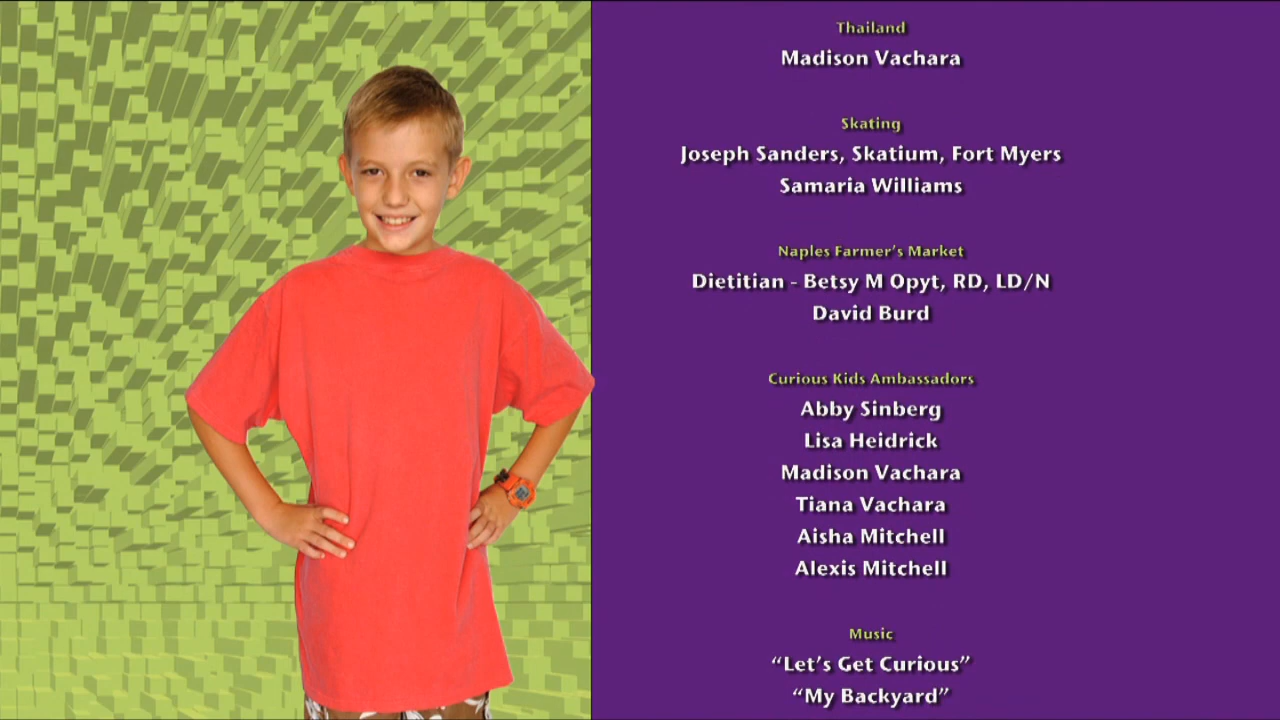 Thailand
Madison Vachara
Skating
Joseph Sanders, Skatium, Fort Myers
Samaria Williams
Naples Farmer's Market
Dietitian - Betsy M Opyt, RD, LD/N
David Burd
Curious Kids Ambassadors
Abby Sinberg
Lisa Heidrick
Madison Vachara
Tiana Vachara
Aisha Mitchell
Alexis Mitchell
Music
“Let’s Get Curious”
“My Backyard”